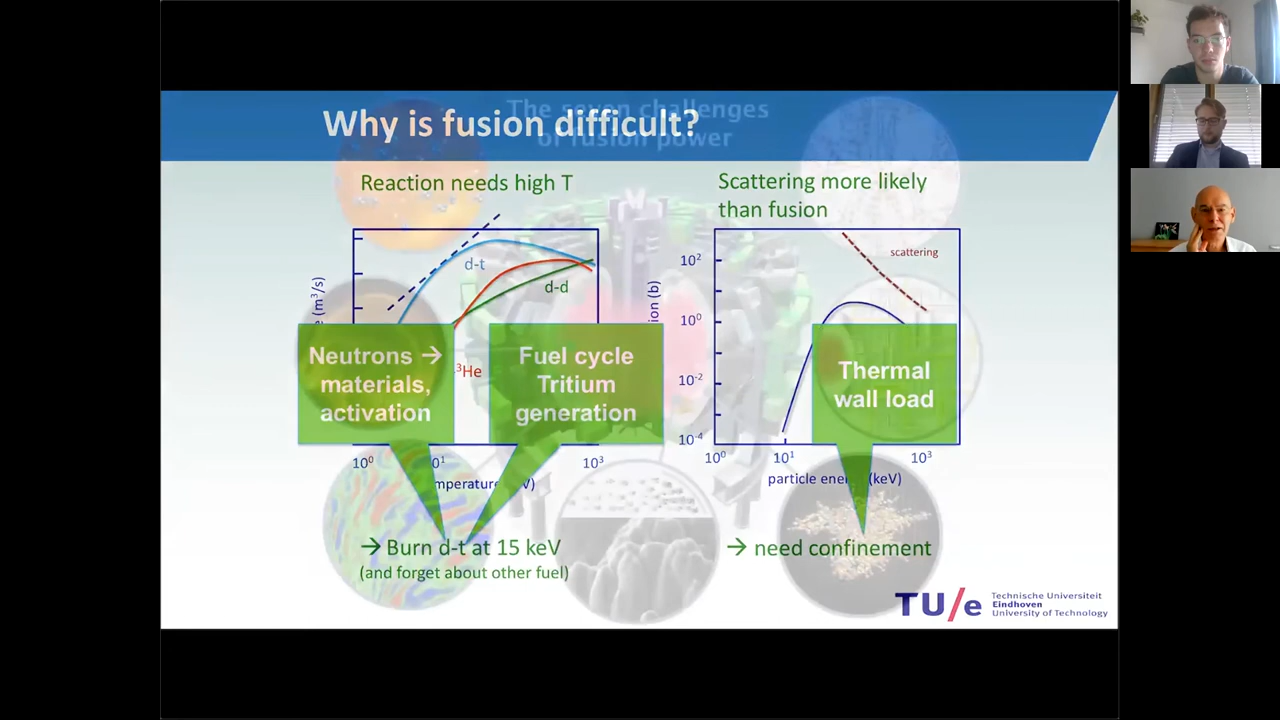 The seven challenges
of fusion power
Why is fusion difficult?
Reaction needs high T
Scattering more likely
than fusion
d-t
d-d
³He
(m³/s)
scattering
(b)
10²
10⁰
10⁻²
10⁻⁴
Neutrons →
materials,
activation
Fuel cycle
Tritium
generation
Thermal
wall load
10⁰
10³
10⁰
10¹
10³
particle (keV)
→ Burn d-t at 15 keV
(and forget about other fuel)
→ need confinement
TU/e
Technische Universiteit
Eindhoven
University of Technology